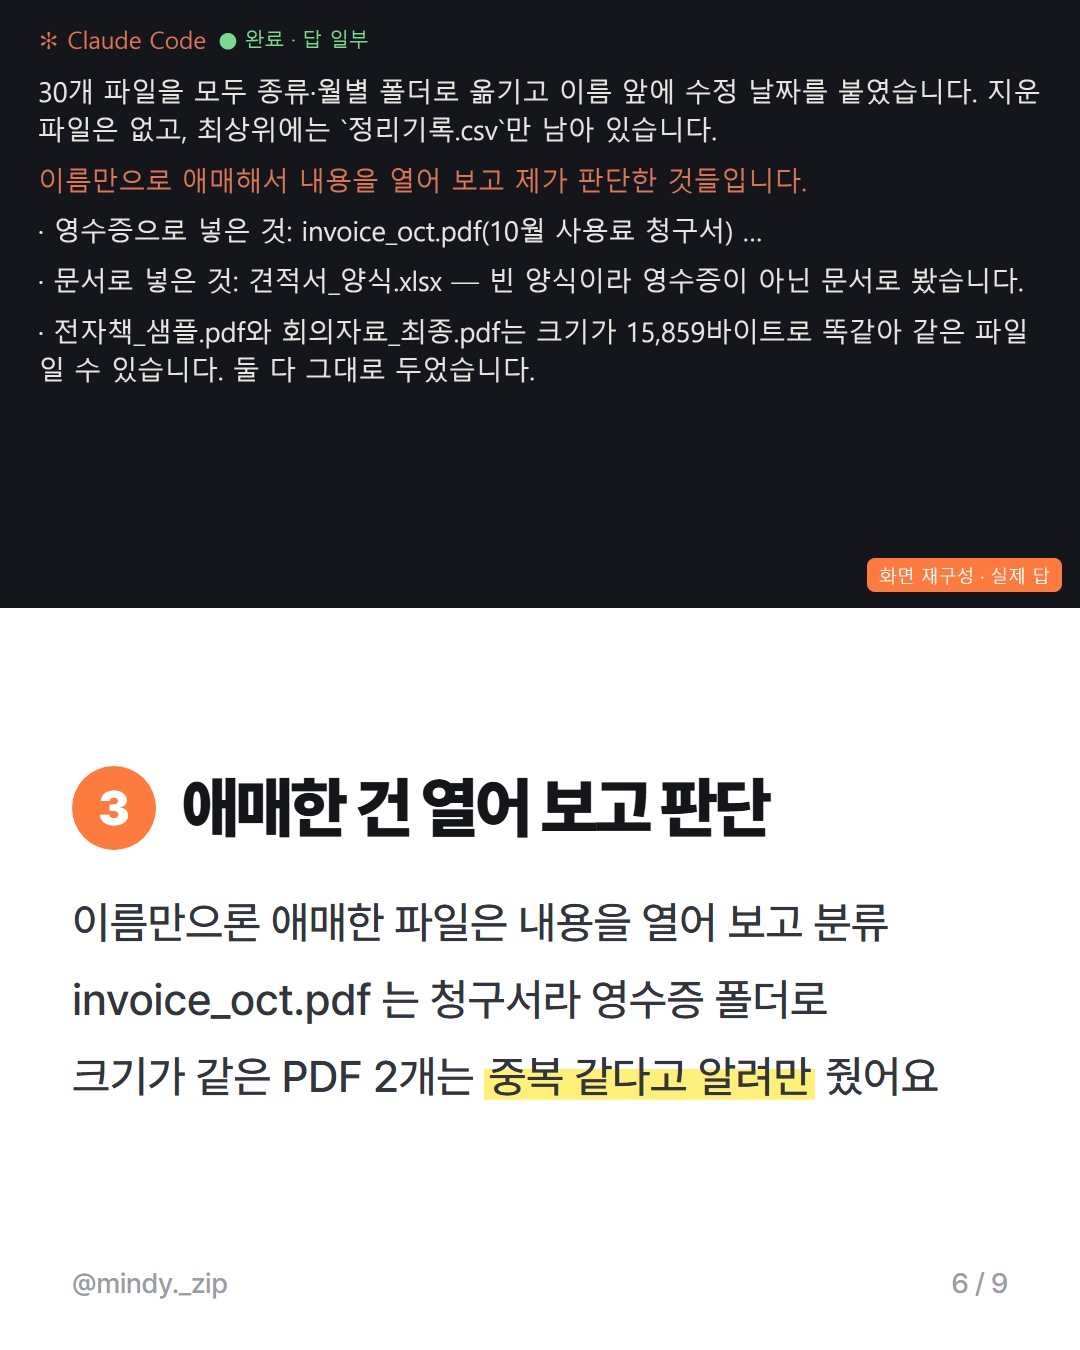 ✻ Claude Code ● 완료 · 답 일부
30개 파일을 모두 종류·월별 폴더로 옮기고 이름 앞에 수정 날짜를 붙였습니다. 지운
파일은 없고, 최상위에는 `정리기록.csv`만 남아 있습니다.
이름만으로 애매해서 내용을 열어 보고 제가 판단한 것들입니다.
· 영수증으로 넣은 것: invoice_oct.pdf(10월 사용료 청구서) ...
· 문서로 넣은 것: 견적서_양식.xlsx — 빈 양식이라 영수증이 아닌 문서로 봤습니다.
· 전자책_샘플.pdf와 회의자료_최종.pdf는 크기가 15,859바이트로 똑같아 같은 파일
일 수 있습니다. 둘 다 그대로 두었습니다.
화면 재구성 · 실제 답
3 애매한 건 열어 보고 판단
이름만으론 애매한 파일은 내용을 열어 보고 분류
invoice_oct.pdf 는 청구서라 영수증 폴더로
크기가 같은 PDF 2개는 중복 같다고 알려만 줬어요
@mindy._zip
6 / 9